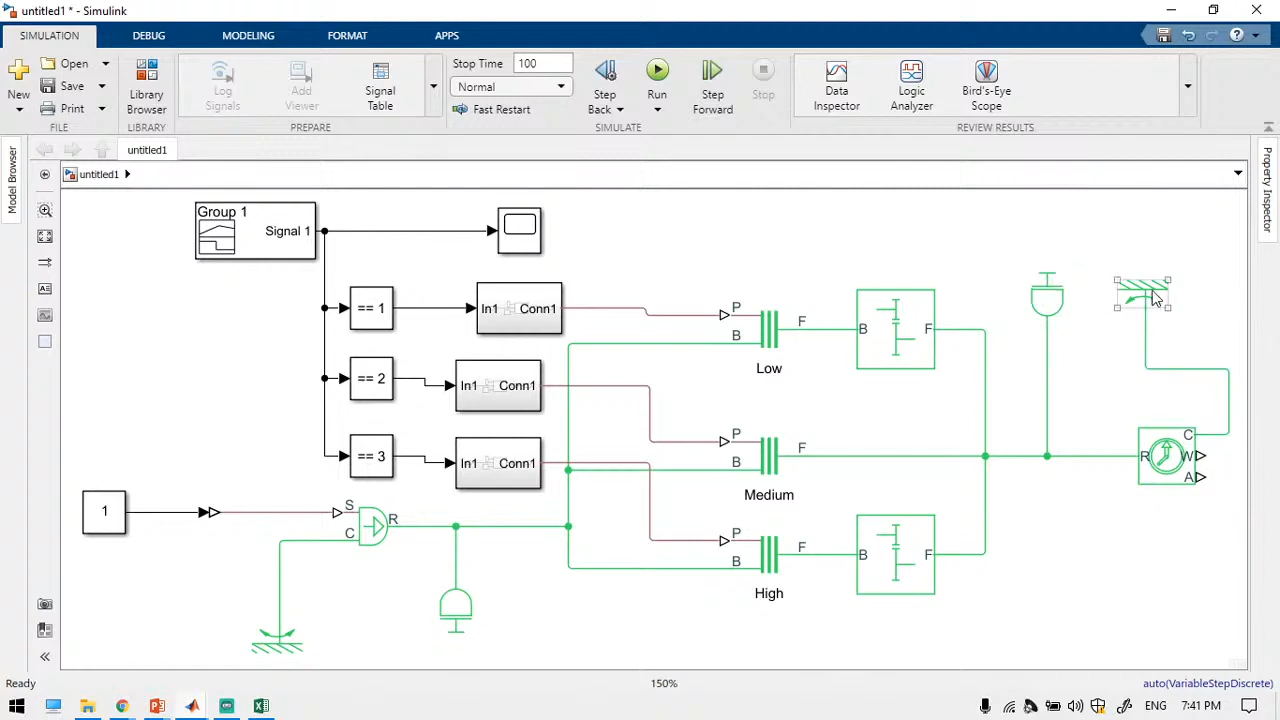 untitled1 * - Simulink
SIMULATION
DEBUG
MODELING
FORMAT
APPS
New
Open
Save
Print
FILE
Library
Browser
LIBRARY
Log
Signals
Add
Viewer
Signal
Table
PREPARE
Stop Time
100
Normal
Fast Restart
Step
Back
Run
Step
Forward
Stop
SIMULATE
Data
Inspector
Logic
Analyzer
Bird's-Eye
Scope
REVIEW RESULTS
Model Browser
untitled1
untitled1
Property Inspector
Group 1
Signal 1
== 1
In1
Conn1
P
B
F
Low
B
F
== 2
In1
Conn1
P
B
F
Medium
R
C
W
A
== 3
In1
Conn1
1
S
C
R
P
B
F
High
B
F
Ready
150%
auto(VariableStepDiscrete)
ENG
7:41 PM